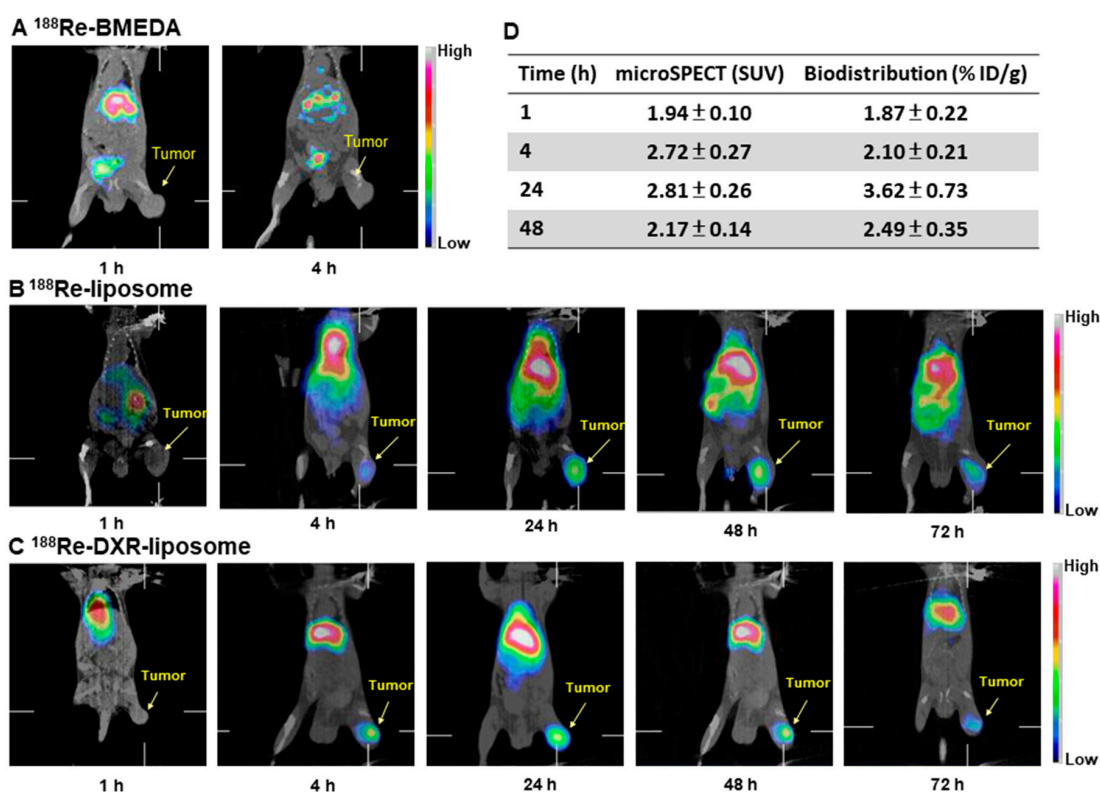 A ¹⁸⁸Re-BMEDA
High
Tumor
Tumor
Low
1 h
4 h
D
Time (h) microSPECT (SUV) Biodistribution (% ID/g)
1 1.94 ± 0.10 1.87 ± 0.22
4 2.72 ± 0.27 2.10 ± 0.21
24 2.81 ± 0.26 3.62 ± 0.73
48 2.17 ± 0.14 2.49 ± 0.35
B ¹⁸⁸Re-liposome
High
Tumor
Tumor
Tumor
Tumor
Tumor
Low
1 h
4 h
24 h
48 h
72 h
C ¹⁸⁸Re-DXR-liposome
High
Tumor
Tumor
Tumor
Tumor
Tumor
Low
1 h
4 h
24 h
48 h
72 h